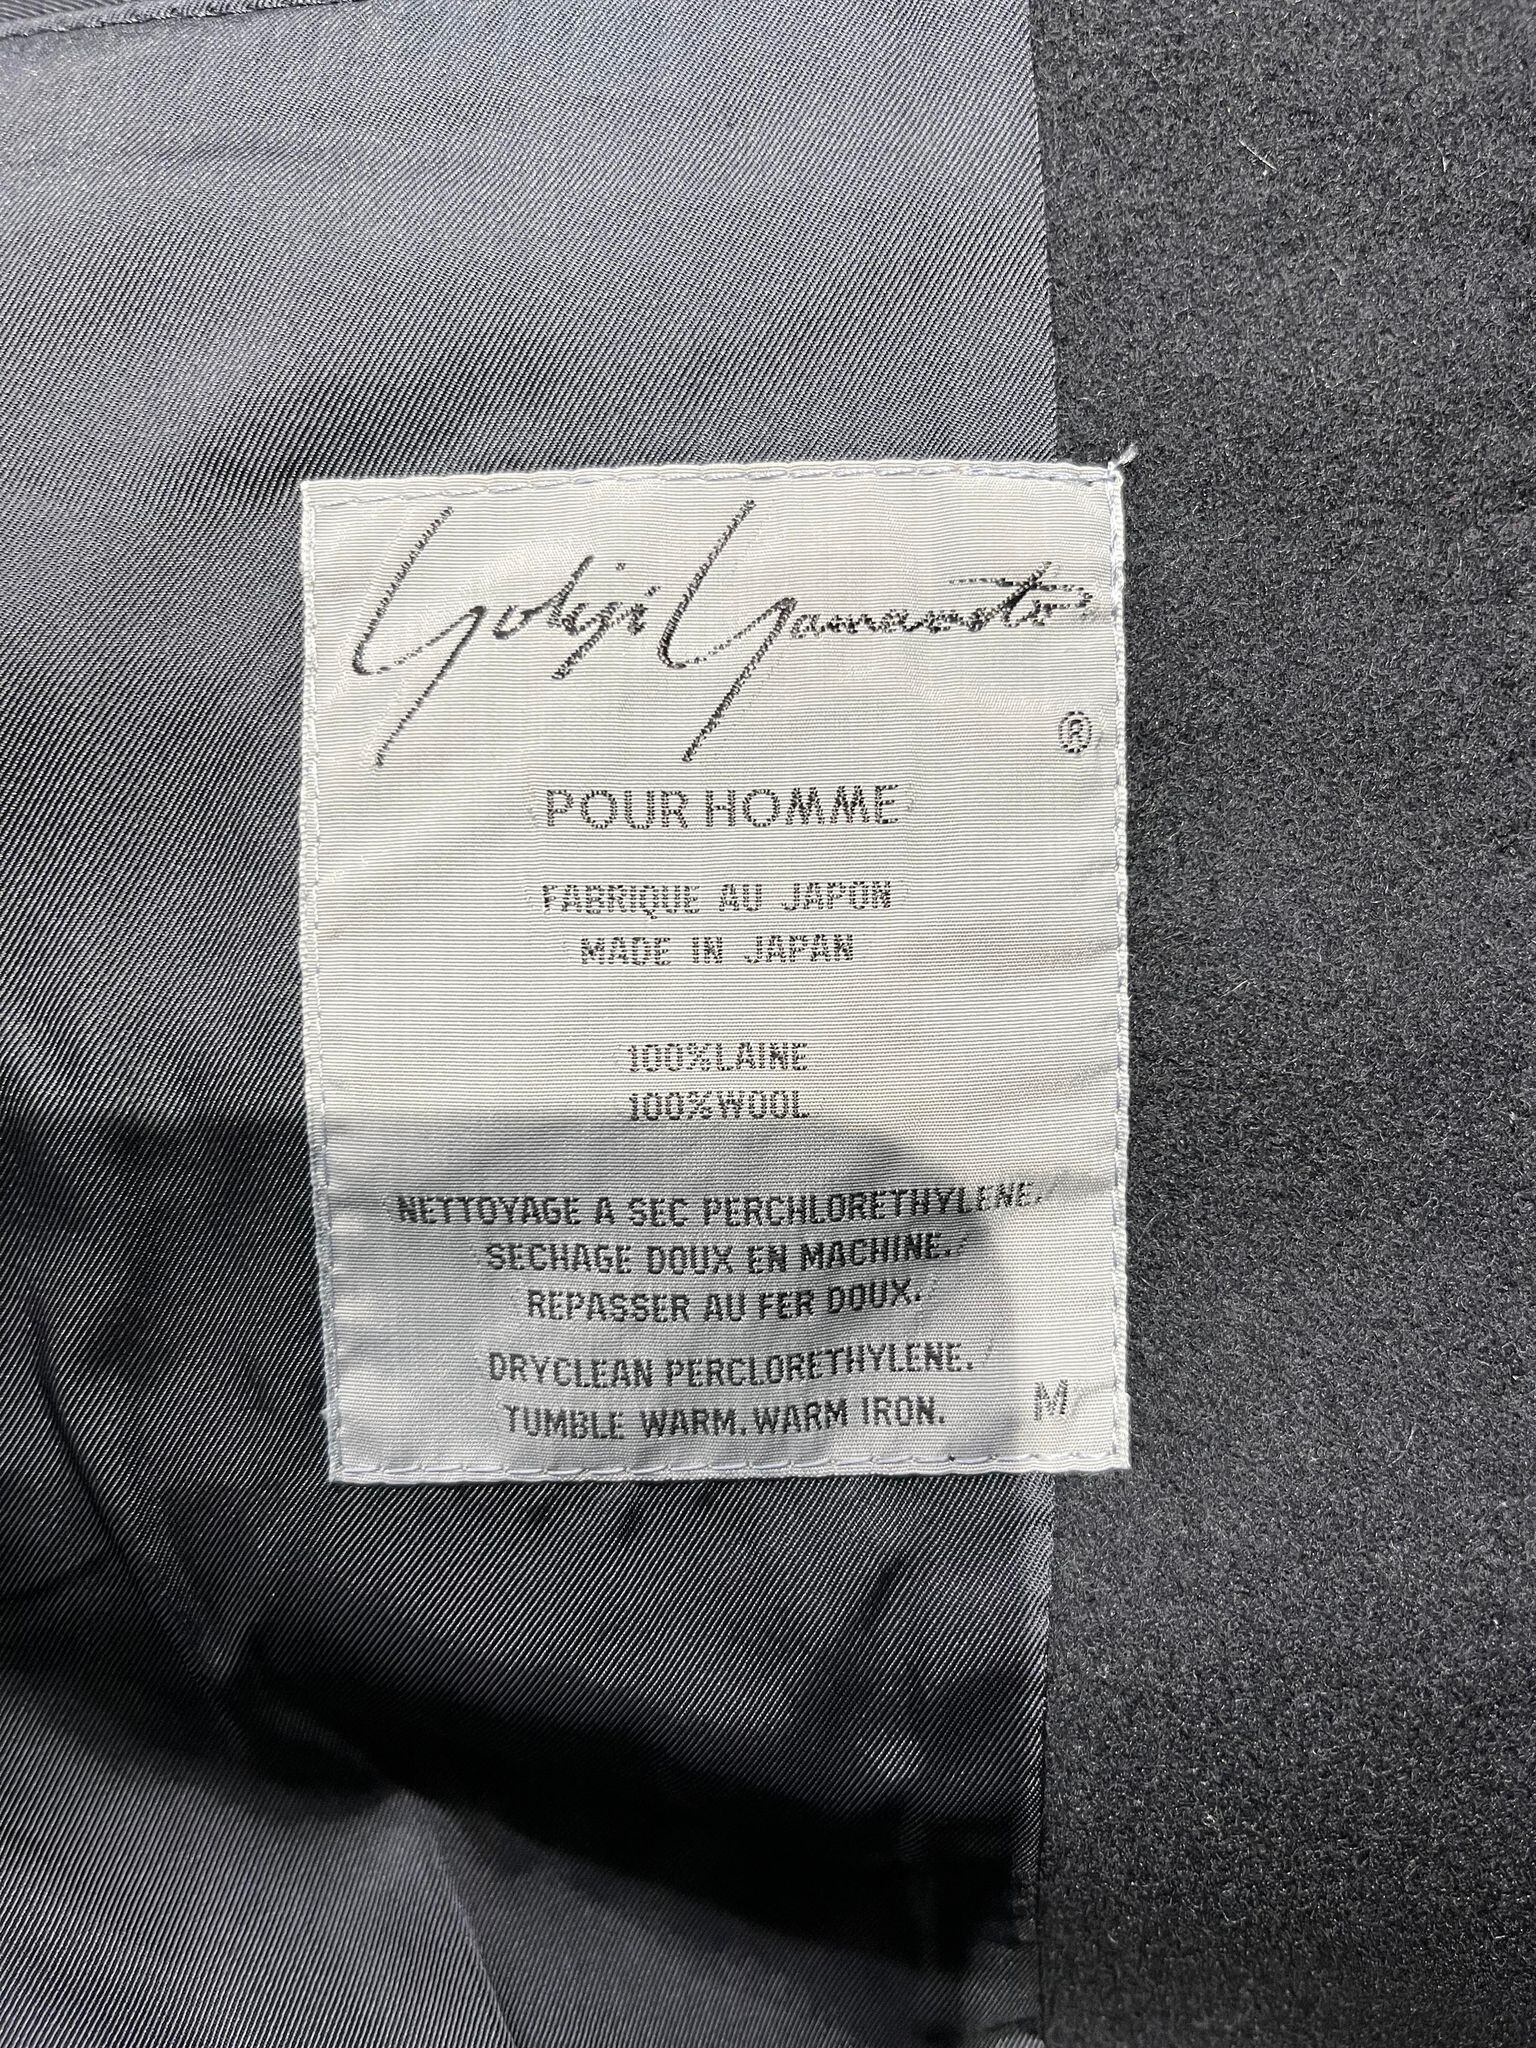 Yohji Yamamoto
®
POUR HOMME
FABRIQUE AU JAPON
MADE IN JAPAN
100%LAINE
100%WOOL
NETTOYAGE A SEC PERCHLORETHYLENE.
SECHAGE DOUX EN MACHINE.
REPASSER AU FER DOUX.
DRYCLEAN PERCLORETHYLENE.
TUMBLE WARM. WARM IRON.
M